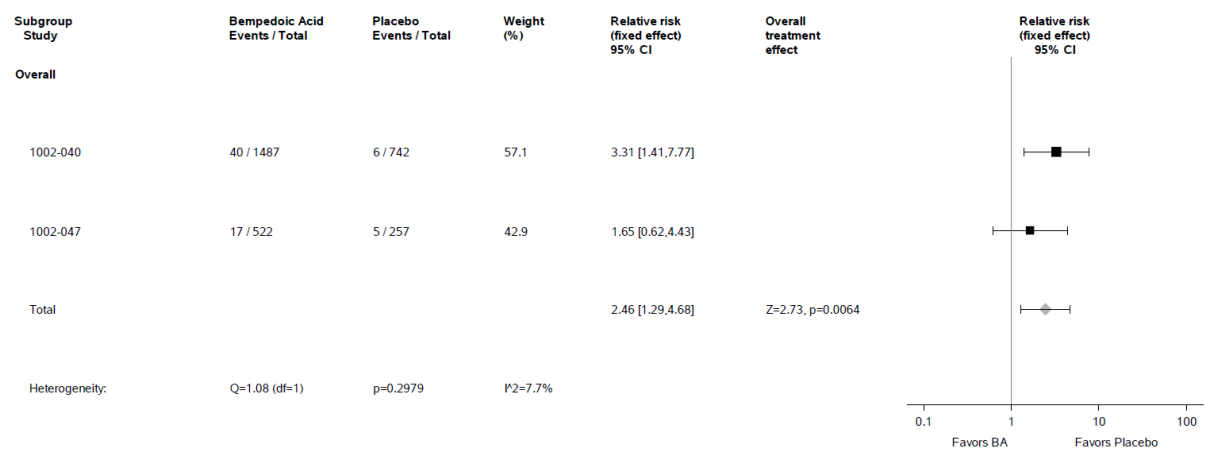 Subgroup Bempedoic Acid Placebo Weight Relative risk Overall Relative risk
Study Events / Total Events / Total (%) (fixed effect) treatment (fixed effect)
95% CI effect 95% CI
Overall
1002-040 40 / 1487 6 / 742 57.1 3.31 [1.41,7.77]
1002-047 17 / 522 5 / 257 42.9 1.65 [0.62,4.43]
Total 2.46 [1.29,4.68] Z=2.73, p=0.0064
Heterogeneity: Q=1.08 (df=1) p=0.2979 I^2=7.7%
0.1 1 10 100
Favors BA Favors Placebo